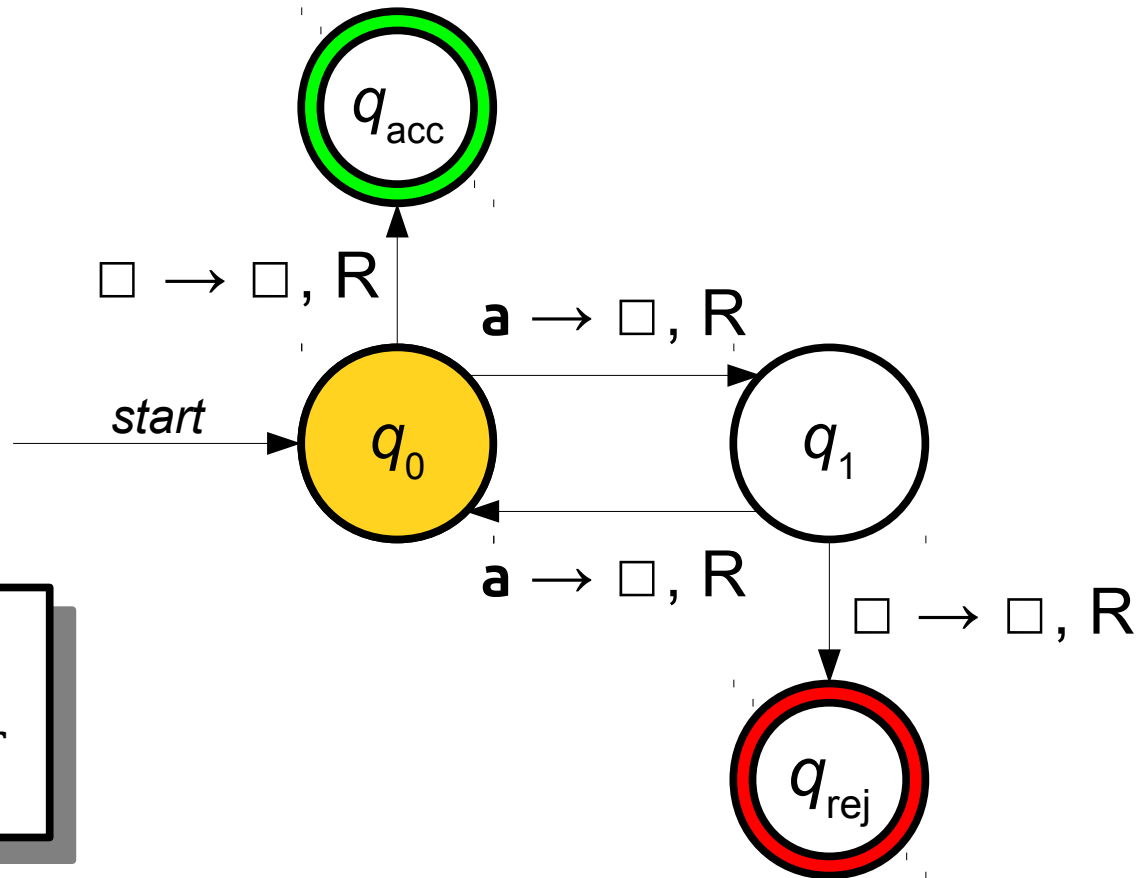 q_acc
□ → □, R
a → □, R
start
q_0
q_1
a → □, R
□ → □, R
q_rej